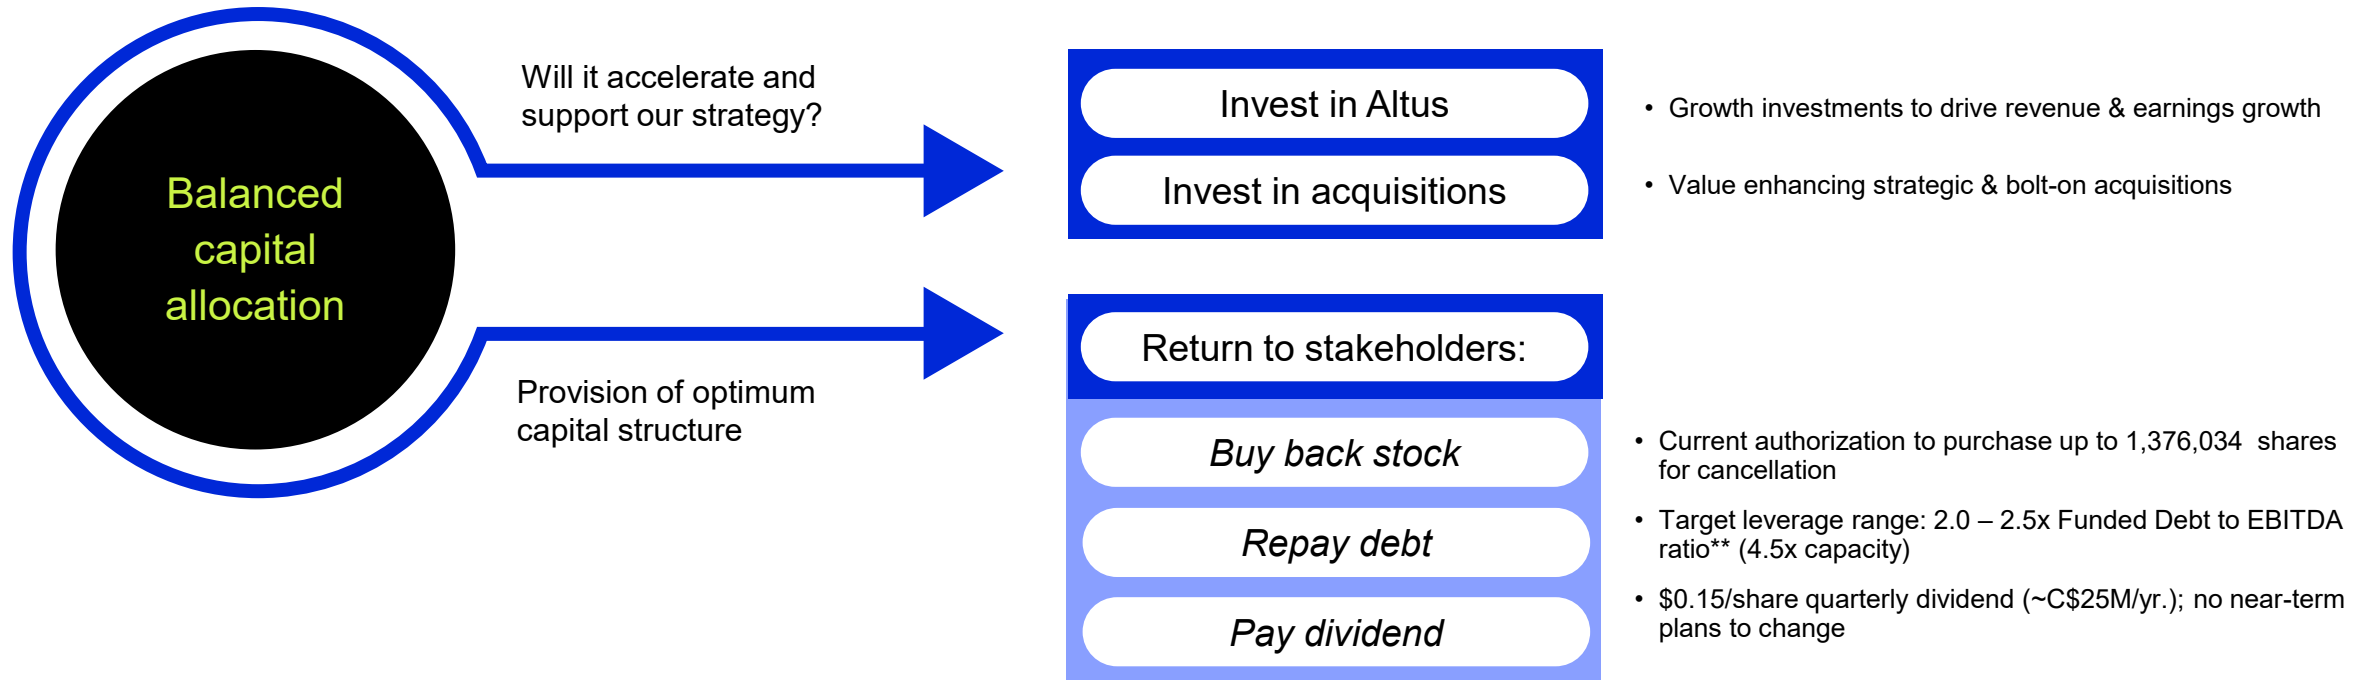 Balanced
capital
allocation
Will it accelerate and
support our strategy?
Provision of optimum
capital structure
Invest in Altus
Invest in acquisitions
• Growth investments to drive revenue & earnings growth
• Value enhancing strategic & bolt-on acquisitions
Return to stakeholders:
Buy back stock
Repay debt
Pay dividend
• Current authorization to purchase up to 1,376,034  shares
for cancellation
• Target leverage range: 2.0 – 2.5x Funded Debt to EBITDA
ratio** (4.5x capacity)
• $0.15/share quarterly dividend (~C$25M/yr.); no near-term
plans to change